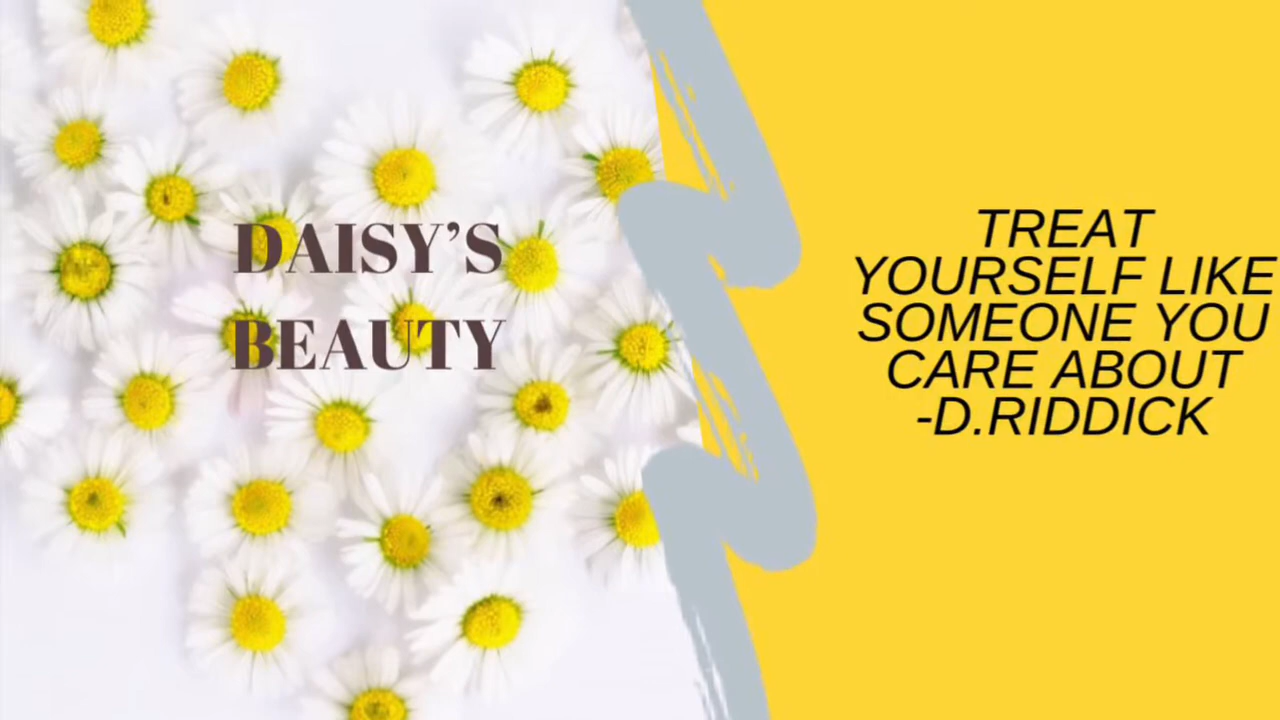 DAISY’S
BEAUTY
TREAT
YOURSELF LIKE
SOMEONE YOU
CARE ABOUT
-D.RIDDICK